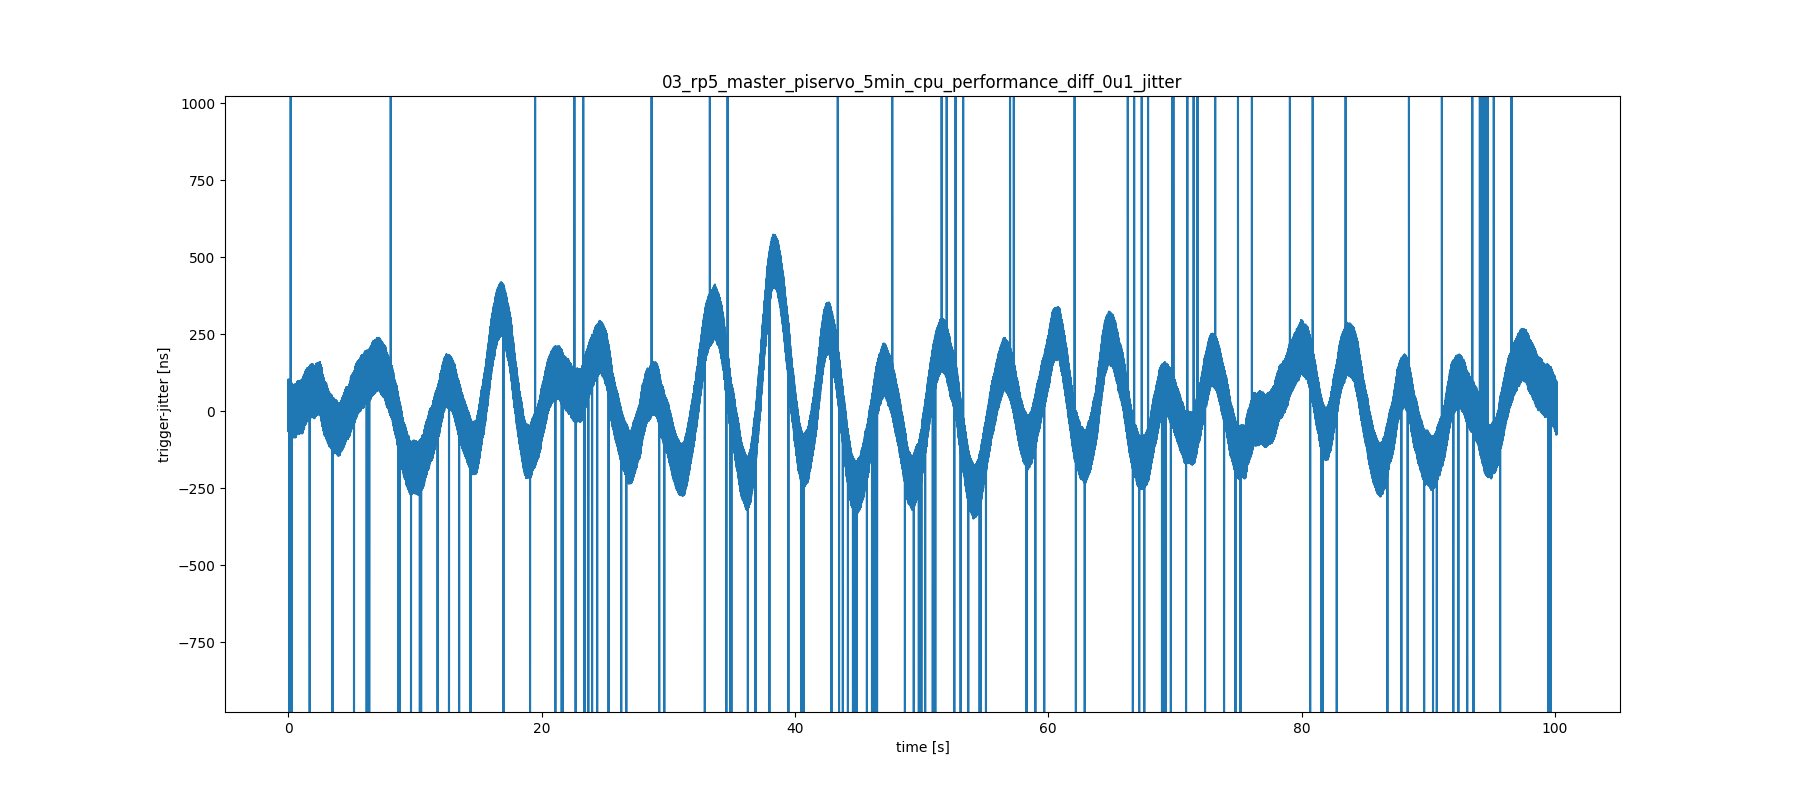 03_rp5_master_piservo_5min_cpu_performance_diff_0u1_jitter
1000
750
500
250
0
−250
−500
−750
trigger-jitter [ns]
0 20 40 60 80 100
time [s]